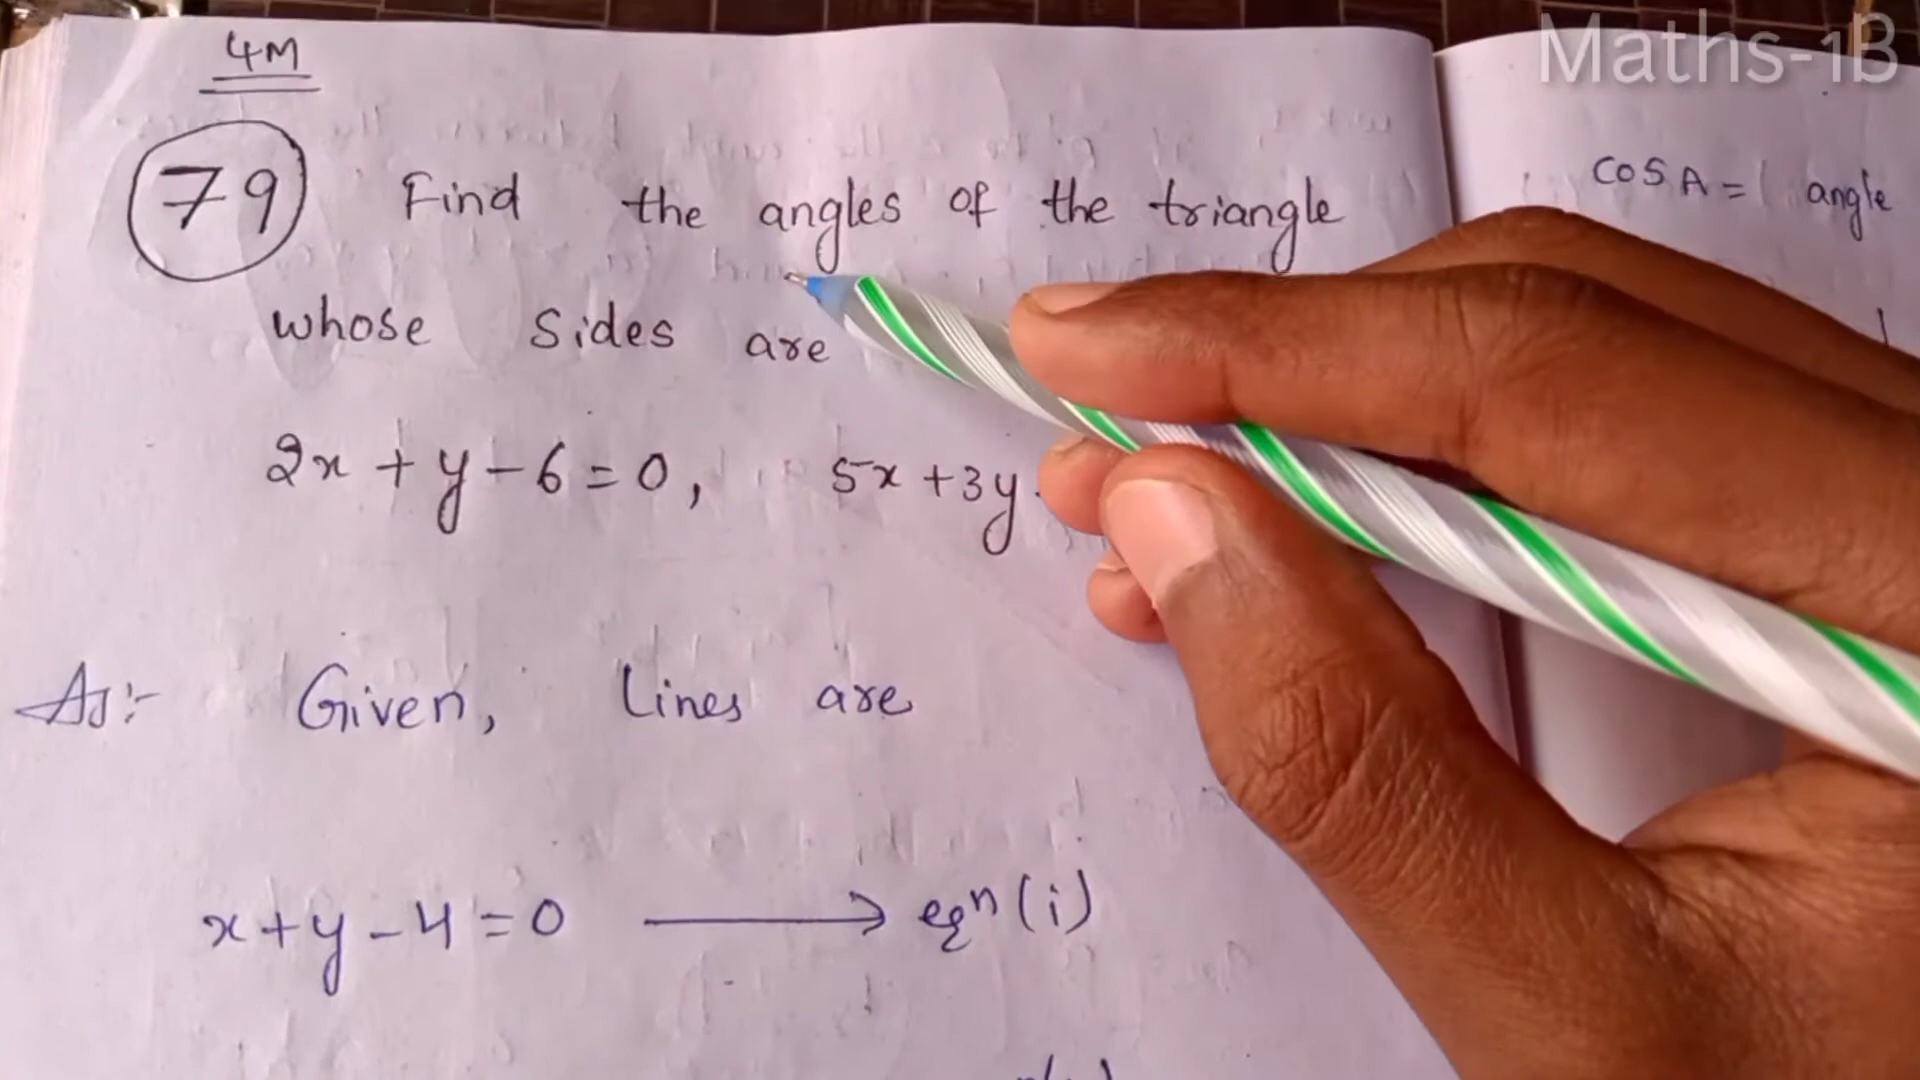 Maths-1B
4M
79 Find the angles of the triangle
whose sides are
2x + y - 6 = 0, 5x + 3y
Given, lines are
x + y - 4 = 0 ⟶ eqn (i)
cos A = angle